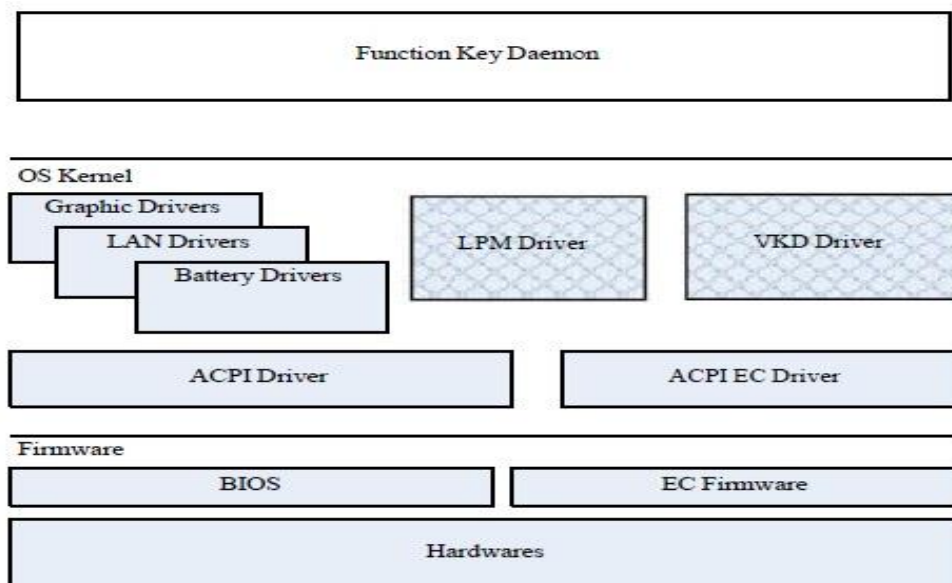 Function Key Daemon
OS Kernel
Graphic Drivers
LAN Drivers
Battery Drivers
LPM Driver
VKD Driver
ACPI Driver
ACPI EC Driver
Firmware
BIOS
EC Firmware
Hardwares